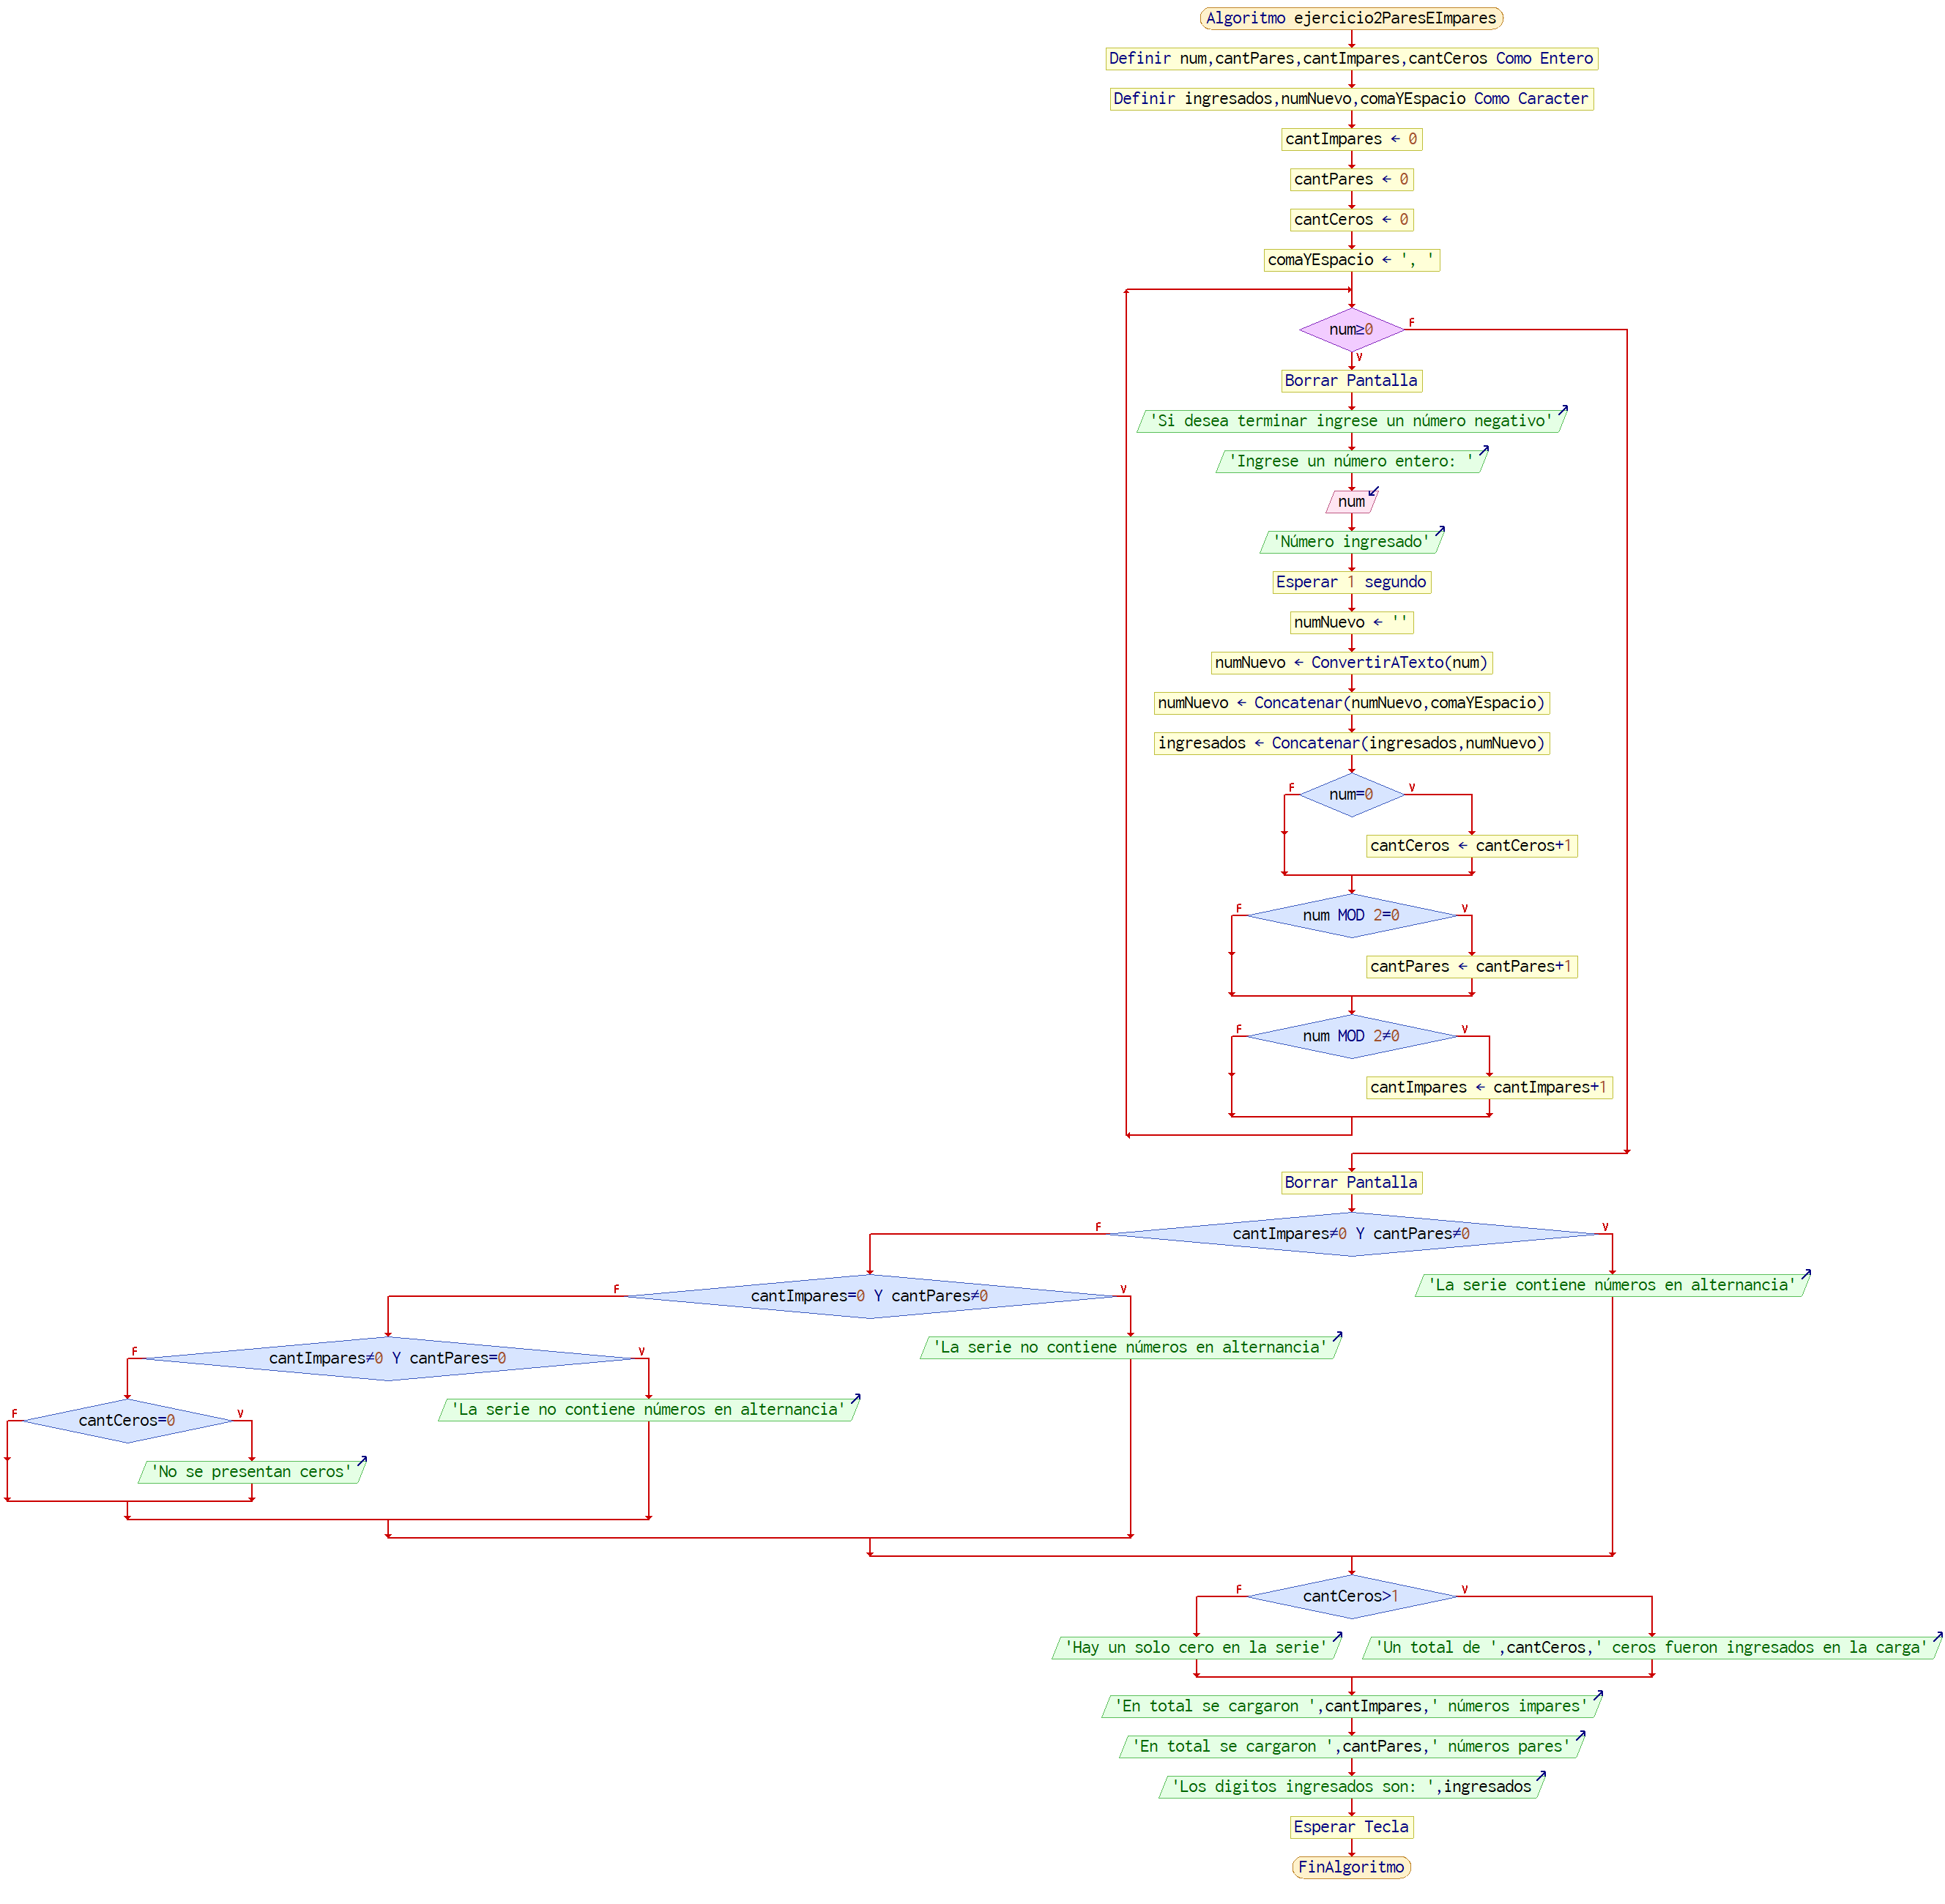 Algoritmo ejercicio2ParesEImpares
Definir num,cantPares,cantImpares,cantCeros Como Entero
Definir ingresados,numNuevo,comaYEspacio Como Caracter
cantImpares ← 0
cantPares ← 0
cantCeros ← 0
comaYEspacio ← ', '
num≥0
F
V
Borrar Pantalla
'Si desea terminar ingrese un número negativo'
'Ingrese un número entero: '
num
'Número ingresado'
Esperar 1 segundo
numNuevo ← ''
numNuevo ← ConvertirATexto(num)
numNuevo ← Concatenar(numNuevo,comaYEspacio)
ingresados ← Concatenar(ingresados,numNuevo)
F
num=0
V
cantCeros ← cantCeros+1
F
num MOD 2=0
V
cantPares ← cantPares+1
F
num MOD 2≠0
V
cantImpares ← cantImpares+1
Borrar Pantalla
F
cantImpares≠0 Y cantPares≠0
V
'La serie contiene números en alternancia'
F
cantImpares=0 Y cantPares≠0
V
'La serie no contiene números en alternancia'
F
cantImpares≠0 Y cantPares=0
V
'La serie no contiene números en alternancia'
F
cantCeros=0
V
'No se presentan ceros'
F
cantCeros>1
V
'Hay un solo cero en la serie'
'Un total de ',cantCeros,' ceros fueron ingresados en la carga'
'En total se cargaron ',cantImpares,' números impares'
'En total se cargaron ',cantPares,' números pares'
'Los digitos ingresados son: ',ingresados
Esperar Tecla
FinAlgoritmo